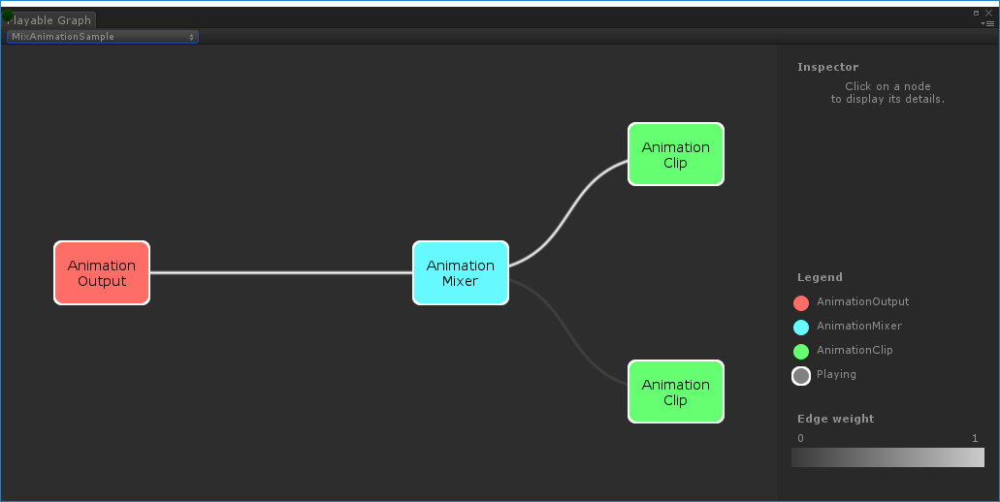 Playable Graph
MixAnimationSample
Inspector
Click on a node
to display its details.
Animation
Clip
Animation
Output
Animation
Mixer
Animation
Clip
Legend
AnimationOutput
AnimationMixer
AnimationClip
Playing
Edge weight
0 1